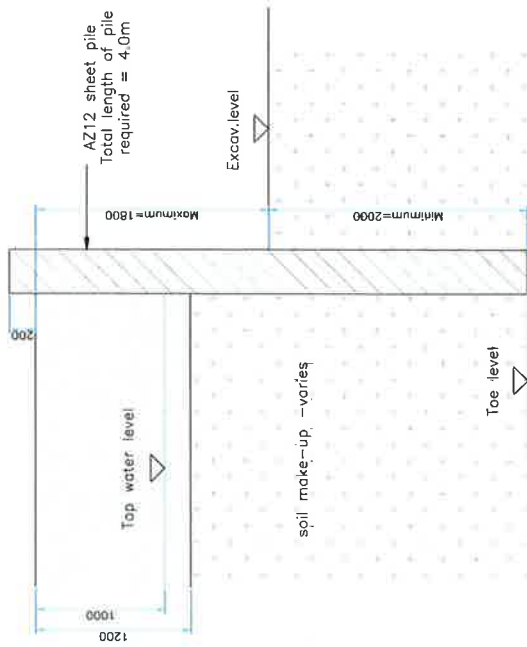 AZ12 sheet pile
Total length of pile
required = 4.0m
200
Maximum=1800
Excav.level
Top water level
1000
1200
Minimum=2000
soil make-up -varies
Toe level